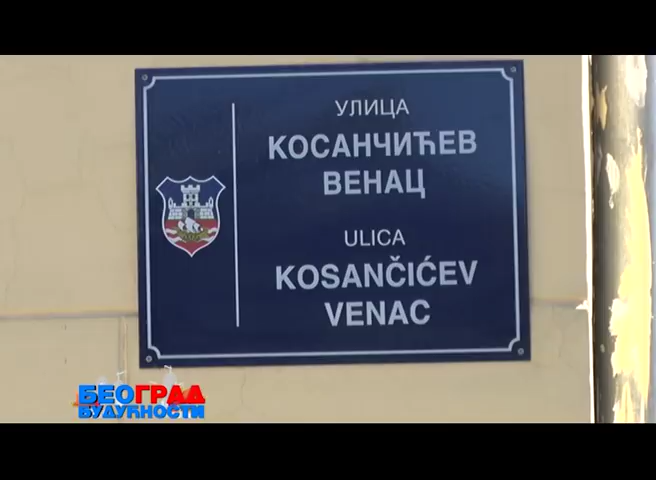 УЛИЦА
КОСАНЧИЋЕВ
ВЕНАЦ
ULICA
KOSANČIĆEV
VENAC
БЕОГРАД
БУДУЋНОСТИ